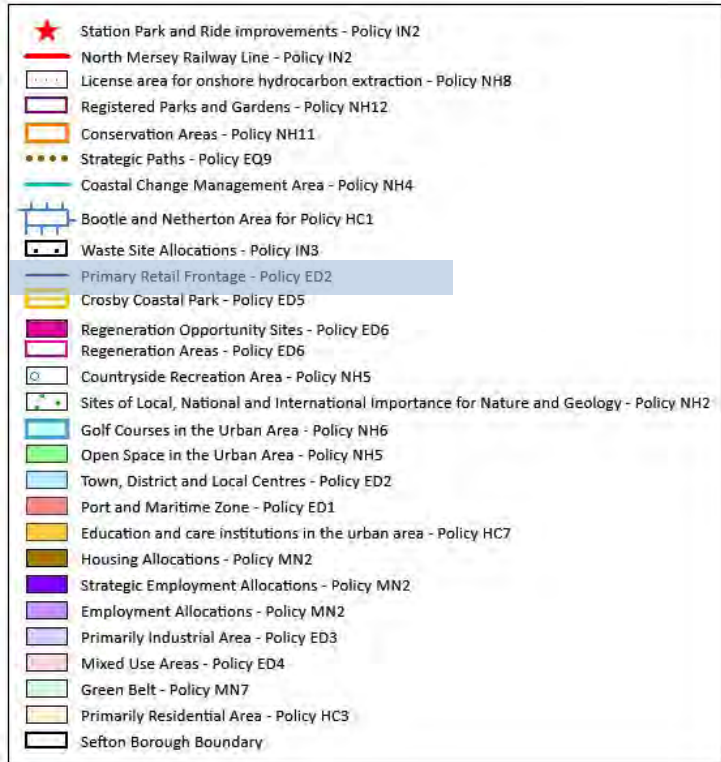 Station Park and Ride improvements - Policy IN2
North Mersey Railway Line - Policy IN2
License area for onshore hydrocarbon extraction - Policy NH8
Registered Parks and Gardens - Policy NH12
Conservation Areas - Policy NH11
Strategic Paths - Policy EQ9
Coastal Change Management Area - Policy NH4
Bootle and Netherton Area for Policy HC1
Waste Site Allocations - Policy IN3
Primary Retail Frontage - Policy ED2
Crosby Coastal Park - Policy ED5
Regeneration Opportunity Sites - Policy ED6
Regeneration Areas - Policy ED6
Countryside Recreation Area - Policy NH5
Sites of Local, National and International Importance for Nature and Geology - Policy NH2
Golf Courses in the Urban Area - Policy NH6
Open Space in the Urban Area - Policy NH5
Town, District and Local Centres - Policy ED2
Port and Maritime Zone - Policy ED1
Education and care institutions in the urban area - Policy HC7
Housing Allocations - Policy MN2
Strategic Employment Allocations - Policy MN2
Employment Allocations - Policy MN2
Primarily Industrial Area - Policy ED3
Mixed Use Areas - Policy ED4
Green Belt - Policy MN7
Primarily Residential Area - Policy HC3
Sefton Borough Boundary